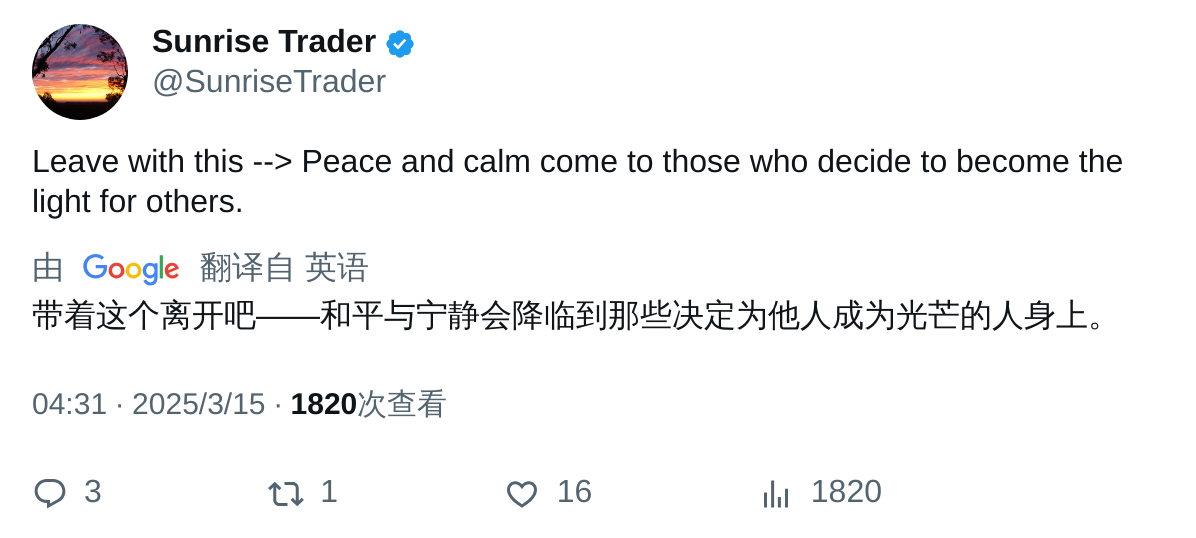 Sunrise Trader
@SunriseTrader
Leave with this --> Peace and calm come to those who decide to become the
light for others.
由 Google 翻译自 英语
带着这个离开吧——和平与宁静会降临到那些决定为他人成为光芒的人身上。
04:31 · 2025/3/15 · 1820次查看
3 1 16 1820